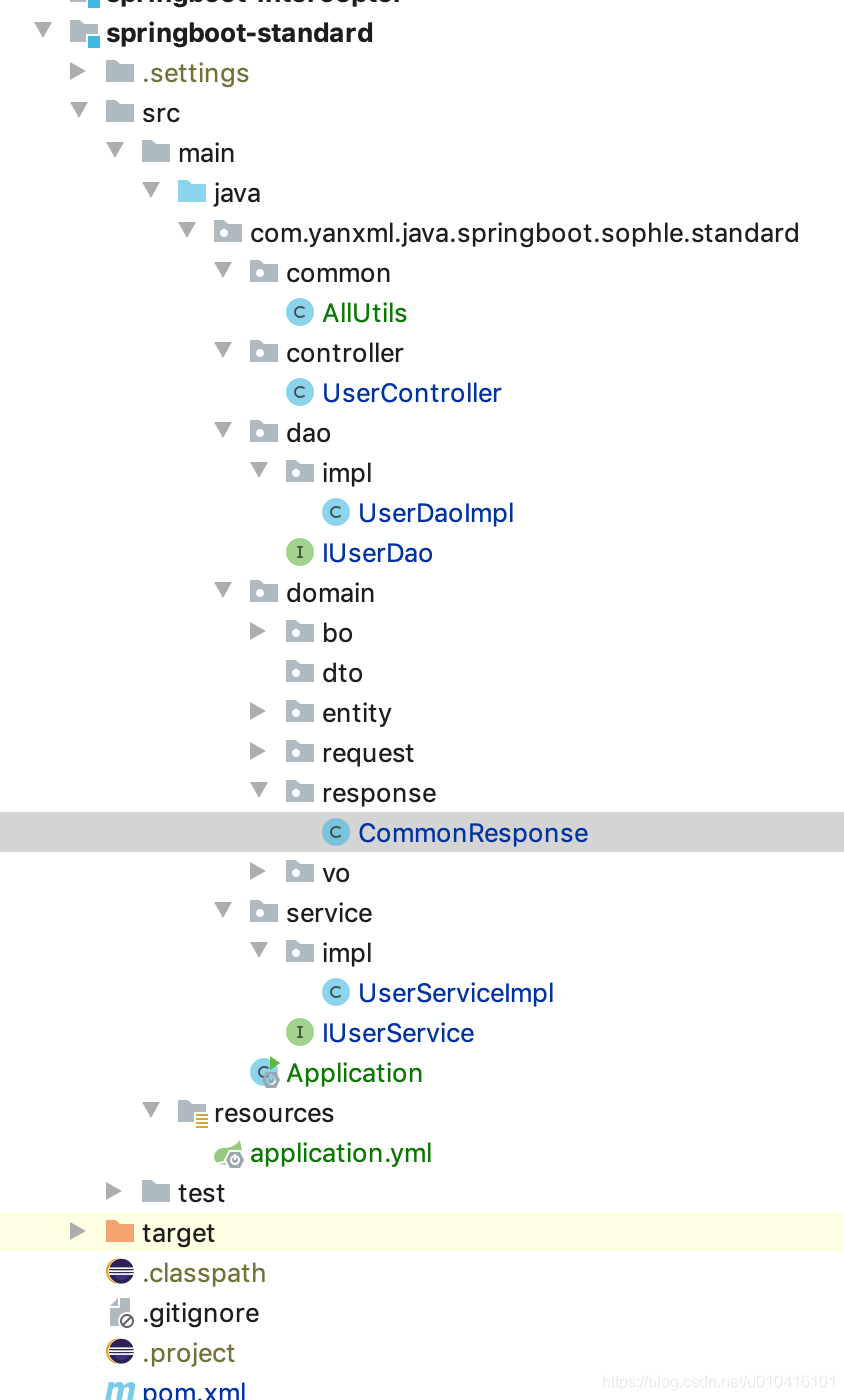 springboot-standard
.settings
src
main
java
com.yanxml.java.springboot.sophle.standard
common
C AllUtils
controller
C UserController
dao
impl
C UserDaoImpl
I IUserDao
domain
bo
dto
entity
request
response
C CommonResponse
vo
service
impl
C UserServiceImpl
I IUserService
C Application
resources
application.yml
test
target
.classpath
.gitignore
.project
m pom.xml
https://blog.csdn.net/u010416101